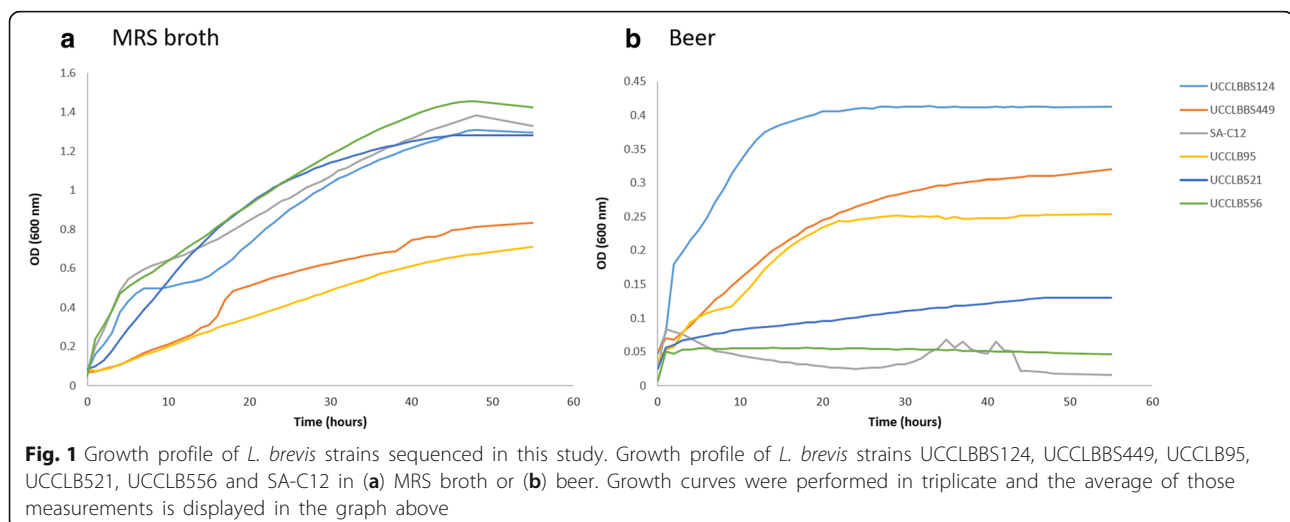 a MRS broth
OD (600 nm)
1.6
1.4
1.2
1
0.8
0.6
0.4
0.2
0
0 10 20 30 40 50 60
Time (hours)
b Beer
OD (600 nm)
0.45
0.4
0.35
0.3
0.25
0.2
0.15
0.1
0.05
0
0 10 20 30 40 50 60
Time (hours)
UCCLBBS124
UCCLBBS449
SA-C12
UCCLB95
UCCLB521
UCCLB556
Fig. 1 Growth profile of L. brevis strains sequenced in this study. Growth profile of L. brevis strains UCCLBBS124, UCCLBBS449, UCCLB95,
UCCLB521, UCCLB556 and SA-C12 in (a) MRS broth or (b) beer. Growth curves were performed in triplicate and the average of those
measurements is displayed in the graph above